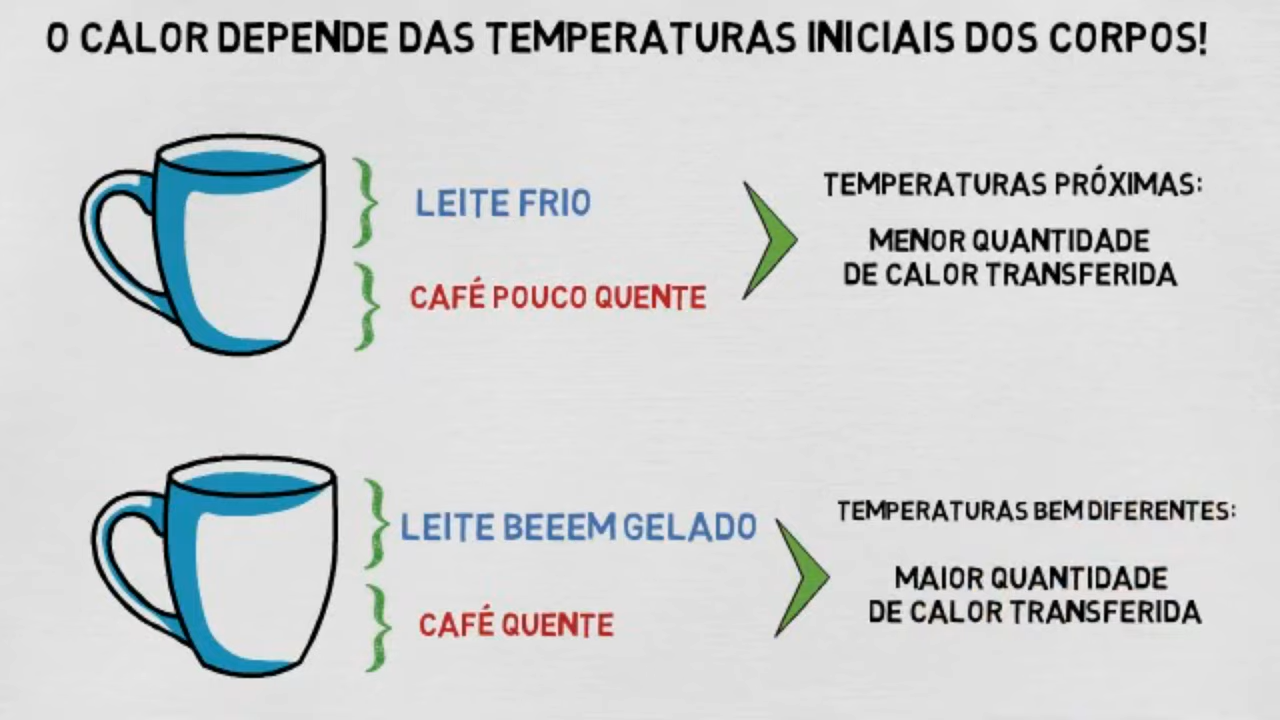 O CALOR DEPENDE DAS TEMPERATURAS INICIAIS DOS CORPOS!
LEITE FRIO
CAFÉ POUCO QUENTE
TEMPERATURAS PRÓXIMAS:
MENOR QUANTIDADE
DE CALOR TRANSFERIDA
LEITE BEEEM GELADO
CAFÉ QUENTE
TEMPERATURAS BEM DIFERENTES:
MAIOR QUANTIDADE
DE CALOR TRANSFERIDA